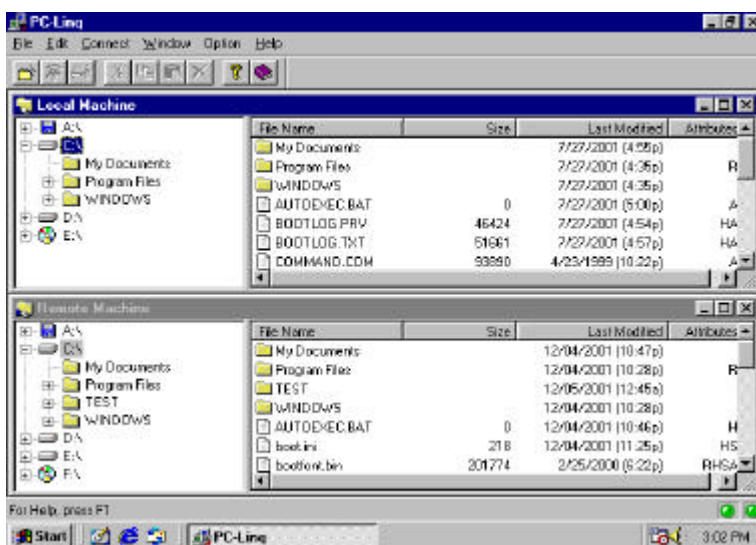 PC-Linq
File Edit Connect Window Option Help
Local Machine
A:\
C:\
My Documents
Program Files
WINDOWS
D:\
E:\
File Name Size Last Modified Attributes
My Documents 7/27/2001 (4:55p)
Program Files 7/27/2001 (4:35p) R
WINDOWS 7/27/2001 (4:35p)
AUTOEXEC.BAT 0 7/27/2001 (5:00p) A
BOOTLOG.PRV 46424 7/27/2001 (4:54p) HA
BOOTLOG.TXT 51661 7/27/2001 (4:57p) HA
COMMAND.COM 93890 4/23/1999 (10:22p) A
Remote Machine
A:\
C:\
My Documents
Program Files
TEST
WINDOWS
D:\
E:\
F:\
File Name Size Last Modified Attributes
My Documents 12/04/2001 (10:47p)
Program Files 12/04/2001 (10:28p) R
TEST 12/05/2001 (12:45a)
WINDOWS 12/04/2001 (10:28p)
AUTOEXEC.BAT 0 12/04/2001 (10:46p) H
boot.ini 218 12/04/2001 (11:25p) HS
bootfont.bin 201774 2/25/2000 (6:22p) RHSA
For Help, press F1
Start PC-Linq 3:02 PM